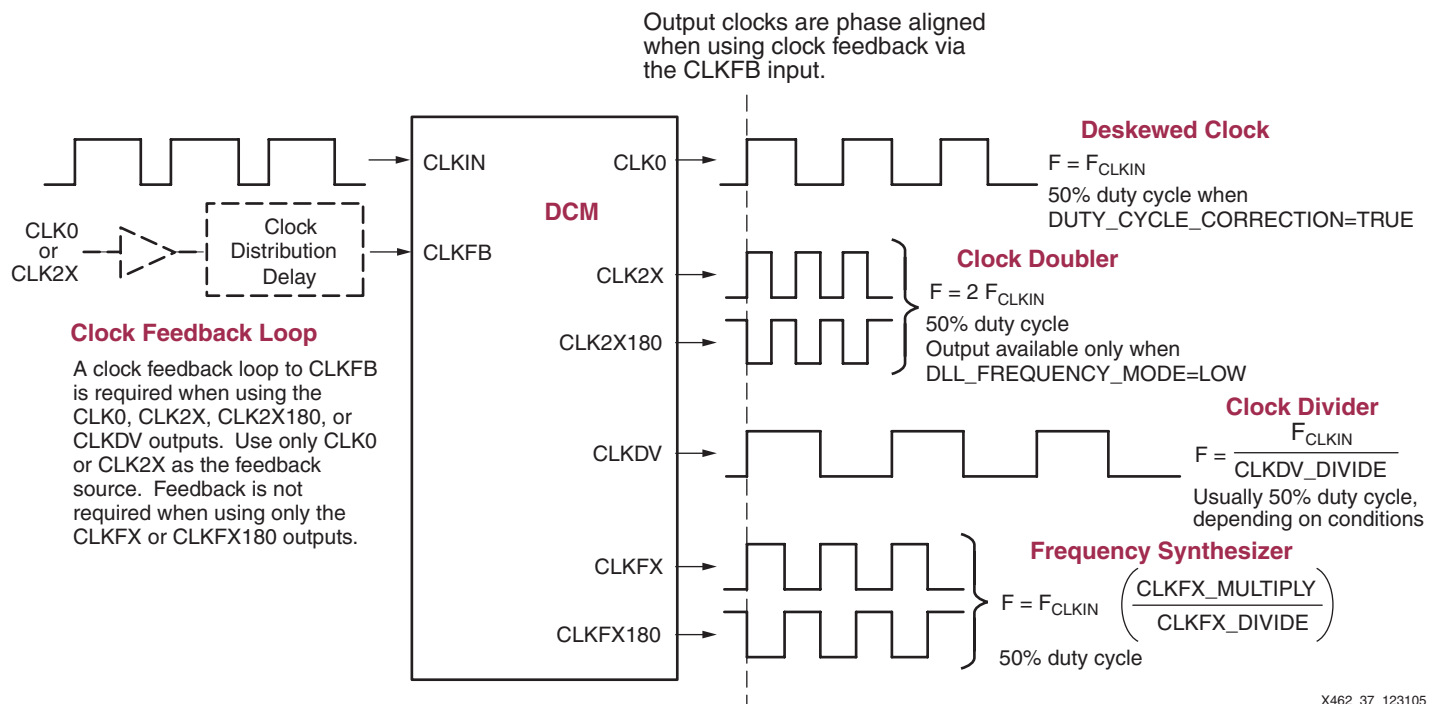 Output clocks are phase aligned
when using clock feedback via
the CLKFB input.
CLKIN
CLK0
Deskewed Clock
F = FCLKIN
50% duty cycle when
DUTY_CYCLE_CORRECTION=TRUE
DCM
CLK0
or
CLK2X
Clock
Distribution
Delay
CLKFB
CLK2X
Clock Doubler
F = 2 FCLKIN
50% duty cycle
Output available only when
DLL_FREQUENCY_MODE=LOW
CLK2X180
Clock Feedback Loop
A clock feedback loop to CLKFB
is required when using the
CLK0, CLK2X, CLK2X180, or
CLKDV outputs. Use only CLK0
or CLK2X as the feedback
source. Feedback is not
required when using only the
CLKFX or CLKFX180 outputs.
CLKDV
Clock Divider
F = FCLKIN
CLKDV_DIVIDE
Usually 50% duty cycle,
depending on conditions
CLKFX
Frequency Synthesizer
F = FCLKIN (CLKFX_MULTIPLY
CLKFX_DIVIDE)
CLKFX180
50% duty cycle
X462_37_123105